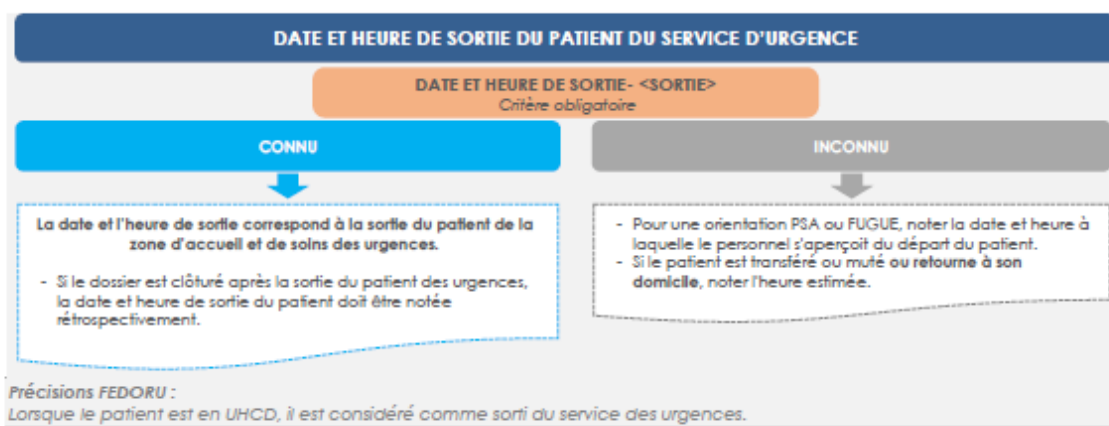 DATE ET HEURE DE SORTIE DU PATIENT DU SERVICE D'URGENCE
DATE ET HEURE DE SORTIE- <SORTIE>
Critère obligatoire
CONNU
La date et l'heure de sortie correspond à la sortie du patient de la
zone d'accueil et de soins des urgences.
- Si le dossier est clôturé après la sortie du patient des urgences,
la date et heure de sortie du patient doit être notée
rétrospectivement.
INCONNU
- Pour une orientation PSA ou FUGUE, noter la date et heure à
laquelle le personnel s'aperçoit du départ du patient.
- Si le patient est transféré ou muté ou retourne à son
domicile, noter l'heure estimée.
Précisions FEDORU :
Lorsque le patient est en UHCD, il est considéré comme sorti du service des urgences.